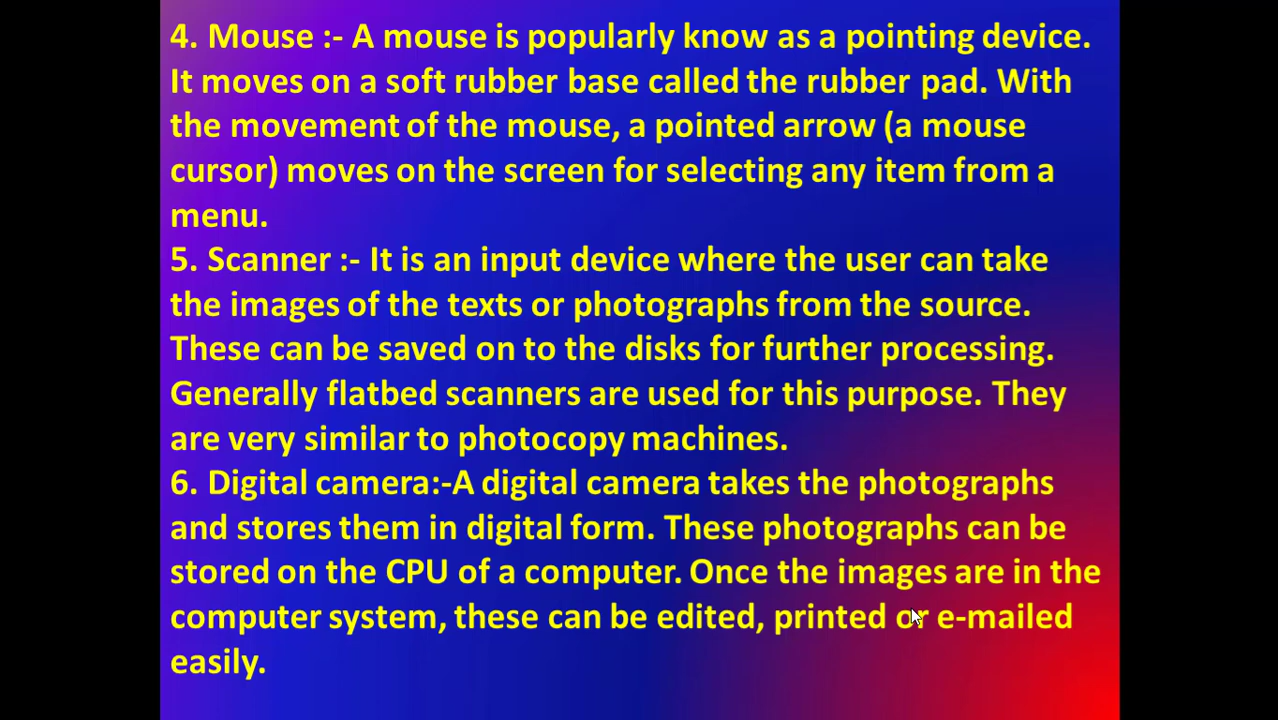 4. Mouse :- A mouse is popularly know as a pointing device.
It moves on a soft rubber base called the rubber pad. With
the movement of the mouse, a pointed arrow (a mouse
cursor) moves on the screen for selecting any item from a
menu.
5. Scanner :- It is an input device where the user can take
the images of the texts or photographs from the source.
These can be saved on to the disks for further processing.
Generally flatbed scanners are used for this purpose. They
are very similar to photocopy machines.
6. Digital camera:-A digital camera takes the photographs
and stores them in digital form. These photographs can be
stored on the CPU of a computer. Once the images are in the
computer system, these can be edited, printed or e-mailed
easily.